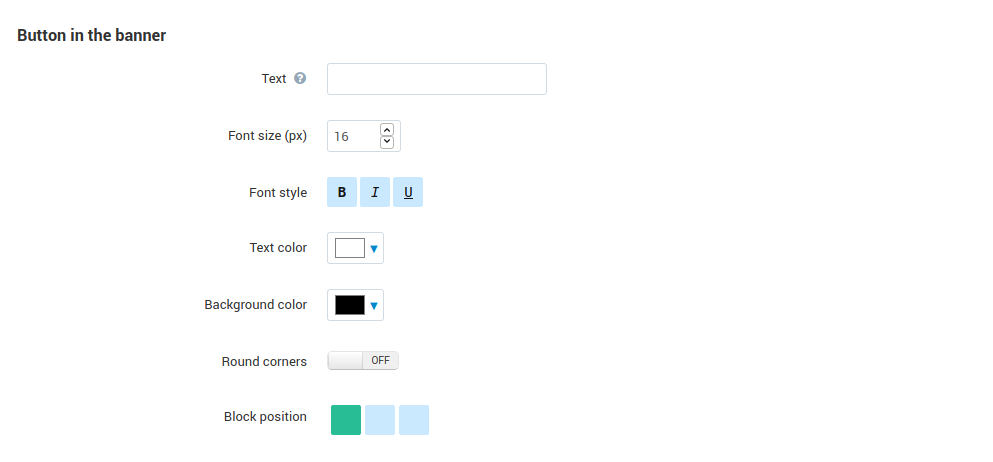 Button in the banner
Text ?
Font size (px) 16
Font style B I U
Text color
Background color
Round corners OFF
Block position